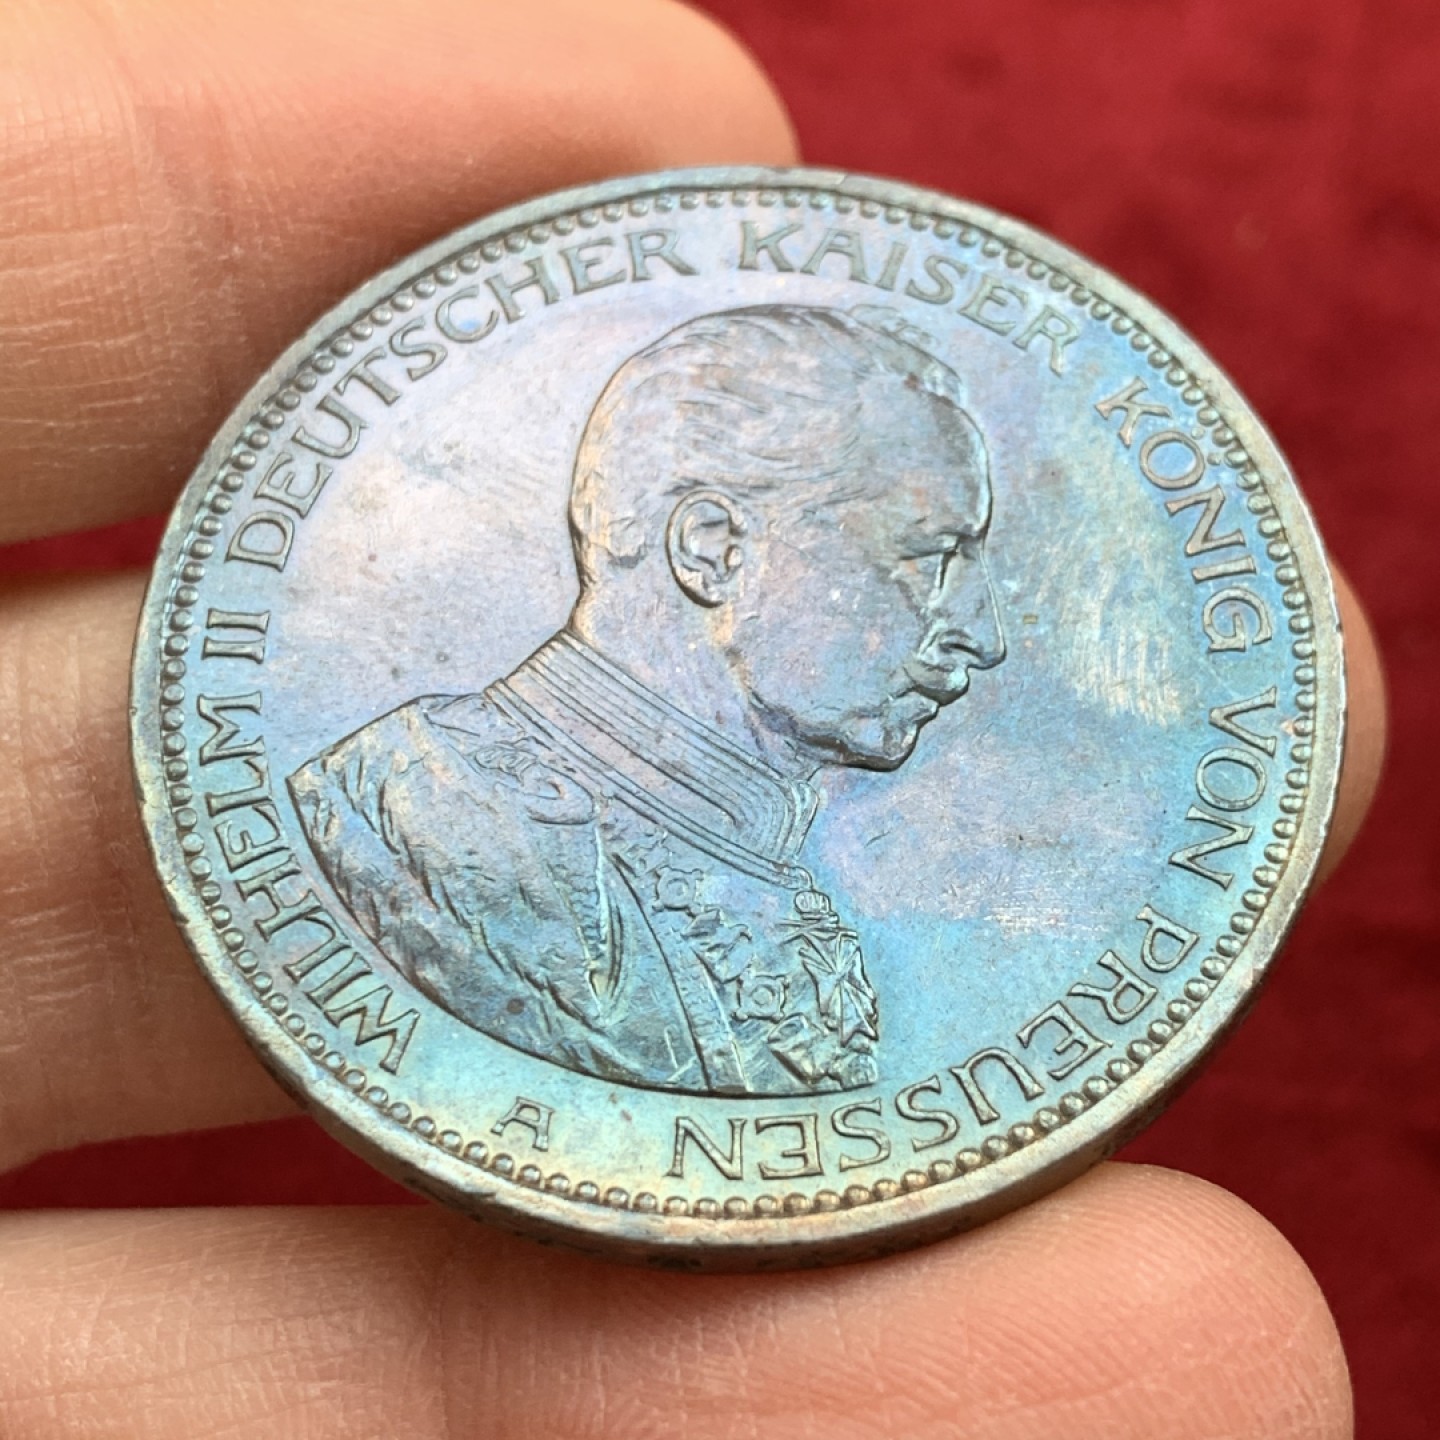 WILHELM II DEUTSCHER KAISER KÖNIG VON PREUSSEN
A